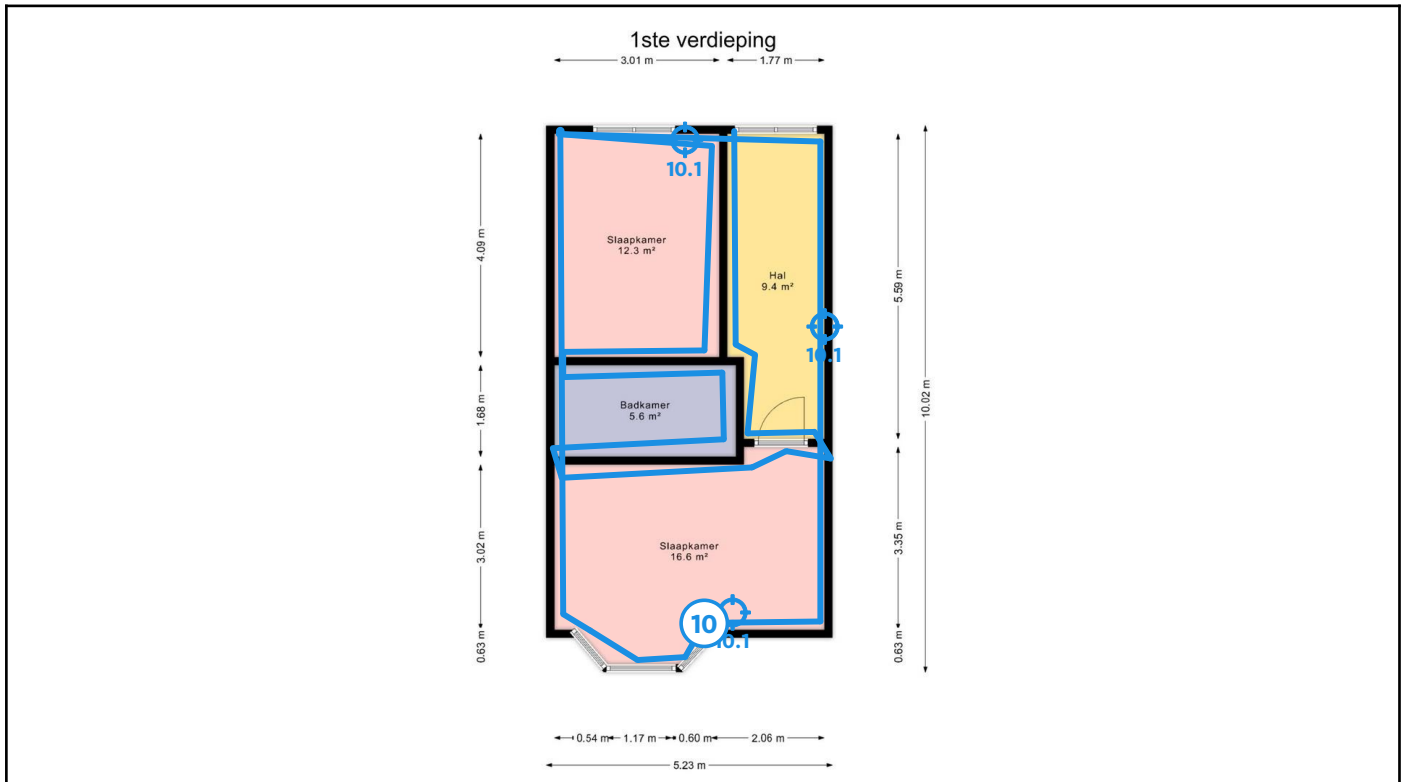 1ste verdieping
3.01 m
1.77 m
10.1
4.09 m
Slaapkamer
12.3 m²
Hal
9.4 m²
5.59 m
10.1
10.02 m
1.68 m
Badkamer
5.6 m²
3.02 m
Slaapkamer
16.6 m²
3.35 m
10
10.1
0.63 m
0.63 m
0.54 m
1.17 m
0.60 m
2.06 m
5.23 m